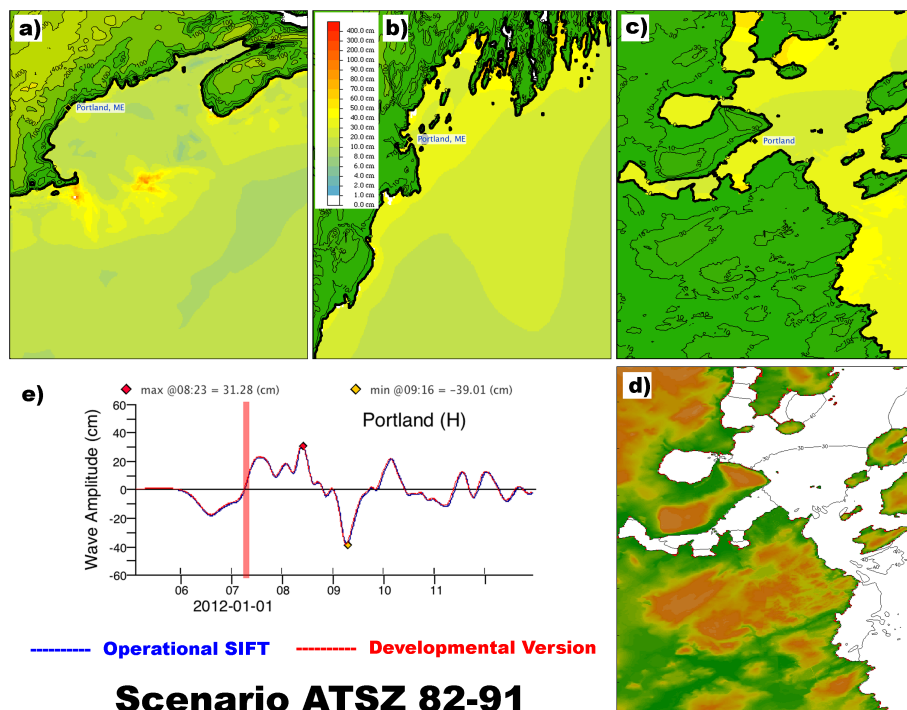 a)
Portland, ME
400.0 cm
300.0 cm
200.0 cm
100.0 cm
90.0 cm
80.0 cm
70.0 cm
60.0 cm
50.0 cm
40.0 cm
30.0 cm
20.0 cm
10.0 cm
8.0 cm
6.0 cm
4.0 cm
2.0 cm
1.0 cm
0.0 cm
b)
Portland, ME
c)
Portland
d)
e)
max @08:23 = 31.28 (cm)
min @09:16 = -39.01 (cm)
Portland (H)
Wave Amplitude (cm)
60
40
20
0
-20
-40
-60
06 07 08 09 10 11
2012-01-01
Operational SIFT
Developmental Version
Scenario ATSZ 82-91